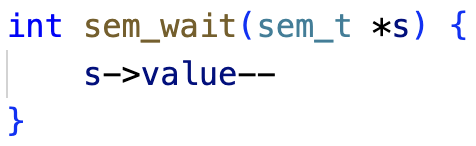 int sem_wait(sem_t *s) {
    s->value--
}